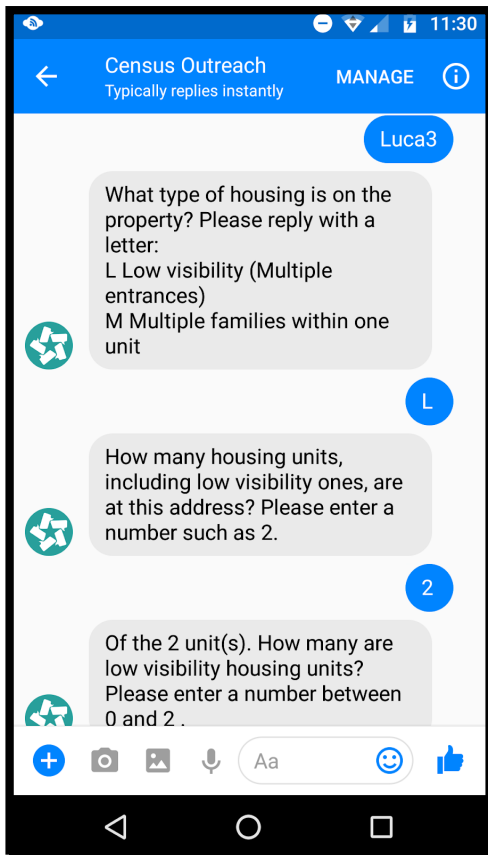 11:30
Census Outreach
Typically replies instantly
MANAGE
Luca3
What type of housing is on the
property? Please reply with a
letter:
L Low visibility (Multiple
entrances)
M Multiple families within one
unit
L
How many housing units,
including low visibility ones, are
at this address? Please enter a
number such as 2.
2
Of the 2 unit(s). How many are
low visibility housing units?
Please enter a number between
0 and 2 .
Aa